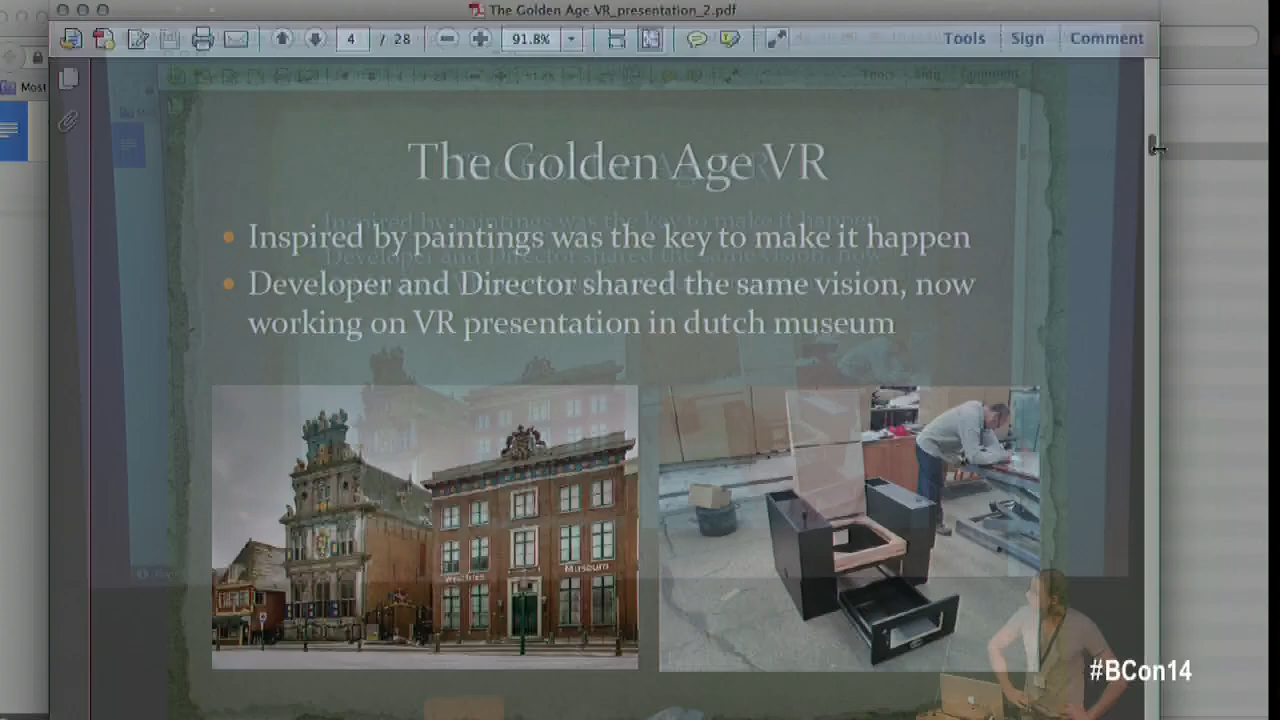 The Golden Age VR_presentation_2.pdf
4 / 28
91.8%
Tools
Sign
Comment
Most
The Golden Age VR
Inspired by paintings was the key to make it happen
Developer and Director shared the same vision, now
working on VR presentation in dutch museum
Westfries
Museum
#BCon14